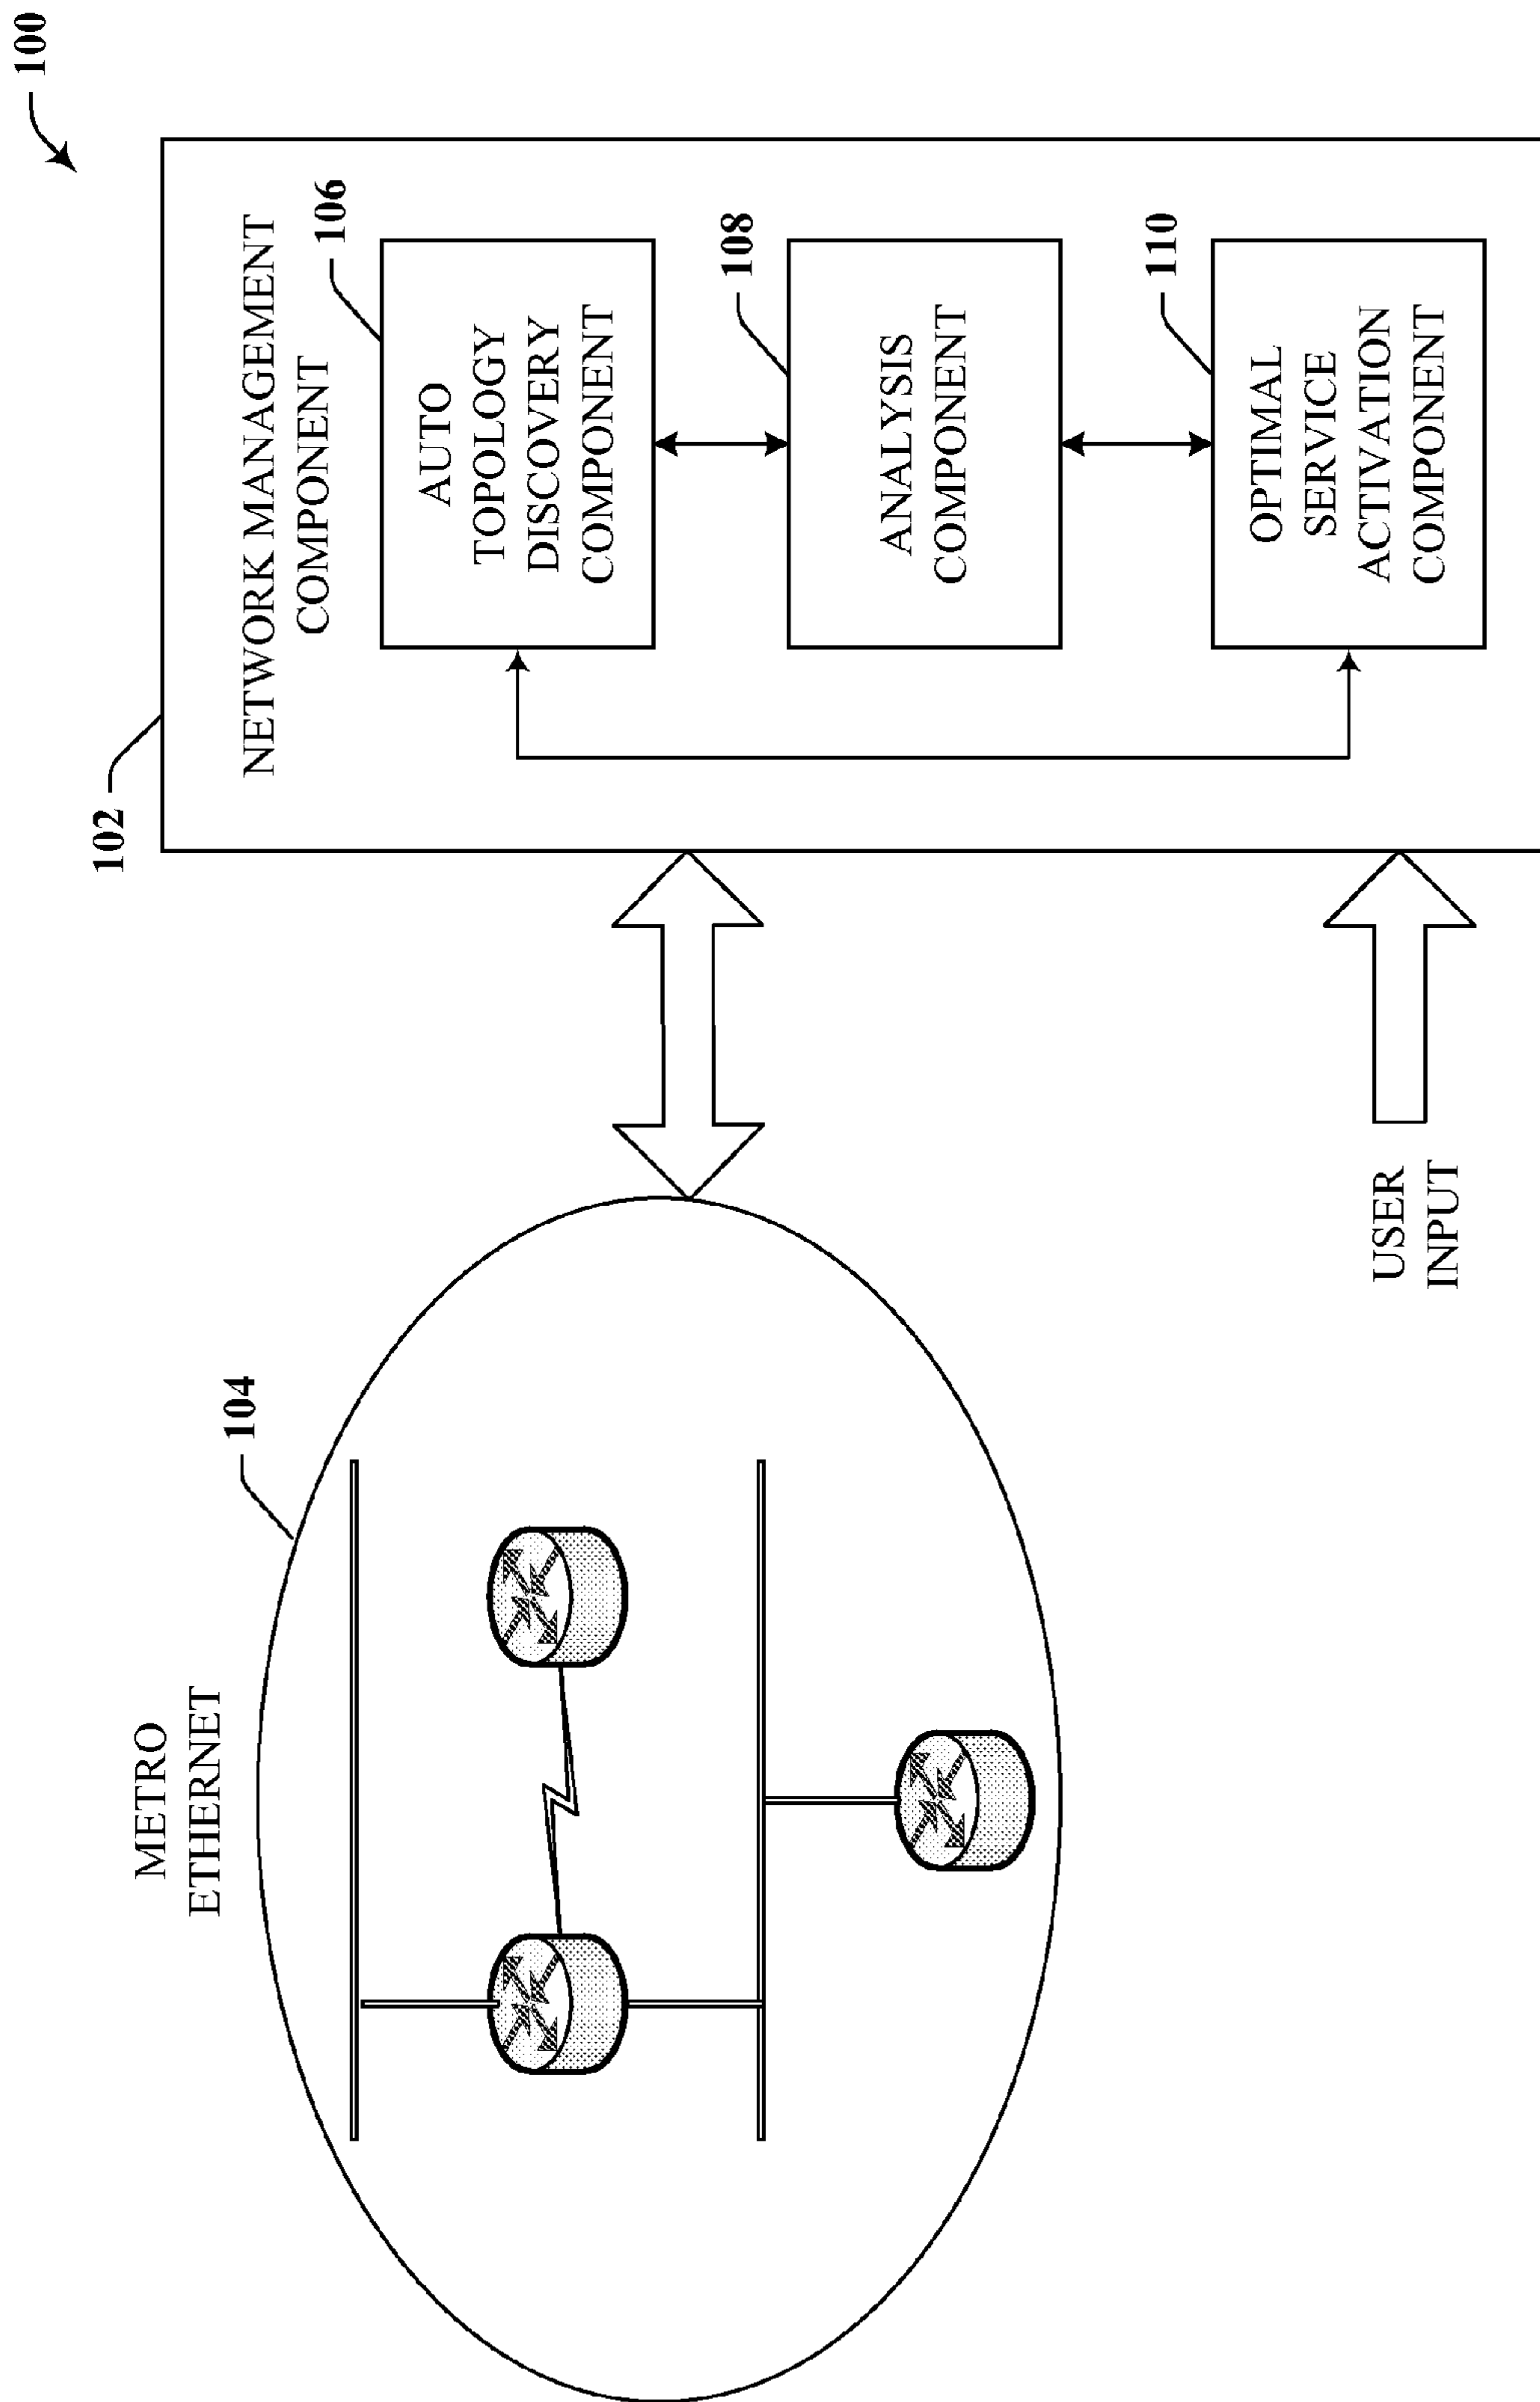 100
102
NETWORK MANAGEMENT
COMPONENT
106
AUTO
TOPOLOGY
DISCOVERY
COMPONENT
108
ANALYSIS
COMPONENT
110
OPTIMAL
SERVICE
ACTIVATION
COMPONENT
METRO
ETHERNET
104
USER
INPUT